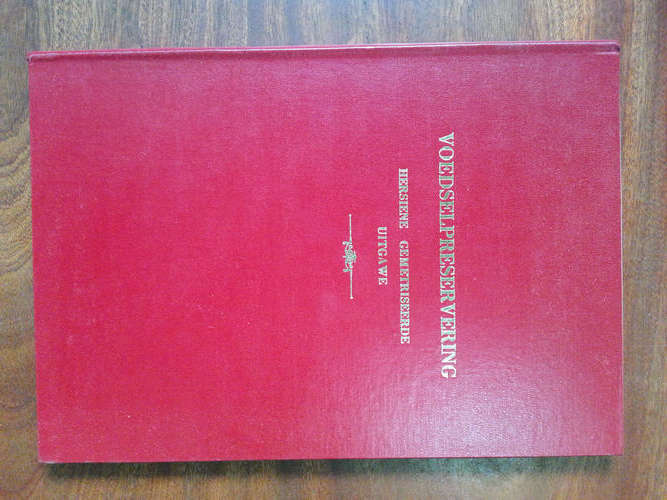 VOEDSELPRESERVERING
HERSIENE GEMETRISEERDE
UITGAWE